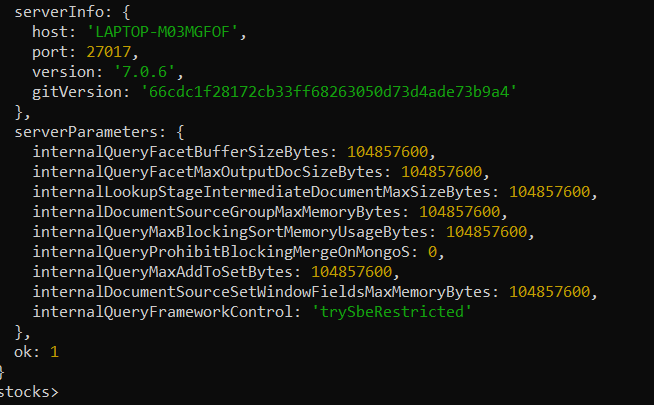 serverInfo: {
host: 'LAPTOP-M03MGFOF',
port: 27017,
version: '7.0.6',
gitVersion: '66cdc1f28172cb33ff68263050d73d4ade73b9a4'
},
serverParameters: {
internalQueryFacetBufferSizeBytes: 104857600,
internalQueryFacetMaxOutputDocSizeBytes: 104857600,
internalLookupStageIntermediateDocumentMaxSizeBytes: 104857600,
internalDocumentSourceGroupMaxMemoryBytes: 104857600,
internalQueryMaxBlockingSortMemoryUsageBytes: 104857600,
internalQueryProhibitBlockingMergeOnMongoS: 0,
internalQueryMaxAddToSetBytes: 104857600,
internalDocumentSourceSetWindowFieldsMaxMemoryBytes: 104857600,
internalQueryFrameworkControl: 'trySbeRestricted'
},
ok: 1
}
stocks>